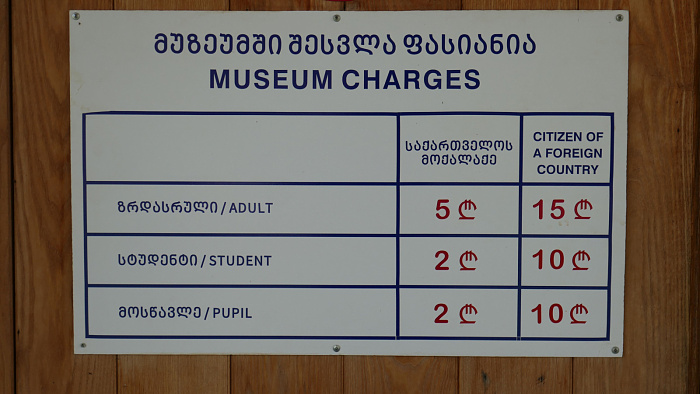 მუზეუმში შესვლა ფასიანია
MUSEUM CHARGES
საქართველოს
მოქალაქე
CITIZEN OF
A FOREIGN
COUNTRY
ზრდასრული / ADULT 5 ₾ 15 ₾
სტუდენტი / STUDENT 2 ₾ 10 ₾
მოსწავლე / PUPIL 2 ₾ 10 ₾